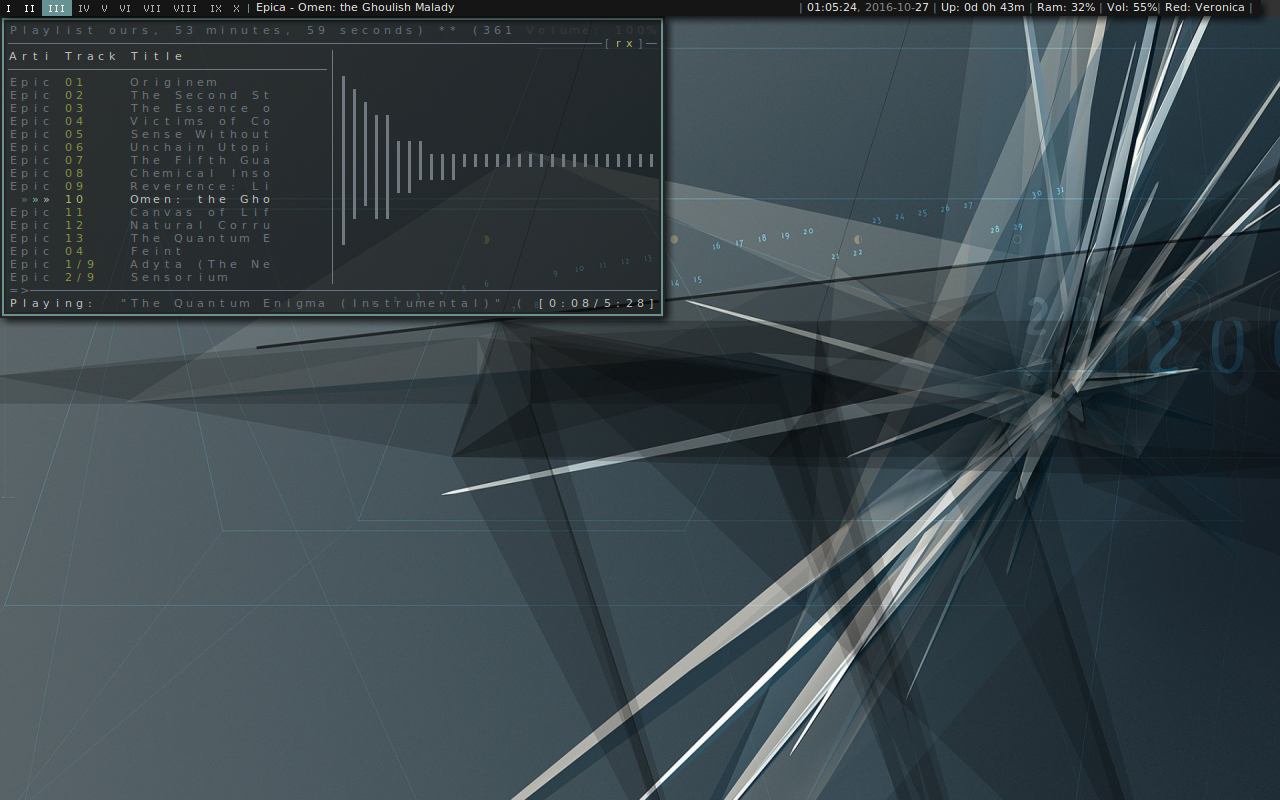 I II III IV V VI VII VIII IX X | Epica - Omen: the Ghoulish Malady | 01:05:24, 2016-10-27 | Up: 0d 0h 43m | Ram: 32% | Vol: 55%| Red: Veronica |
Playlist ours, 53 minutes, 59 seconds) ** (361 Volume: 100%
[rx]
Arti Track Title
Epic 01 Originem
Epic 02 The Second St
Epic 03 The Essence o
Epic 04 Victims of Co
Epic 05 Sense Without
Epic 06 Unchain Utopi
Epic 07 The Fifth Gua
Epic 08 Chemical Inso
Epic 09 Reverence: Li
»»» 10 Omen: the Gho
Epic 11 Canvas of Lif
Epic 12 Natural Corru
Epic 13 The Quantum E
Epic 04 Feint
Epic 1/9 Adyta (The Ne
Epic 2/9 Sensorium
=>
Playing: "The Quantum Enigma (Instrumental)" ( [0:08/5:28]
6
9 10 11 12 13
14 15
16 17 18 19 20
21 22
23 24 25 26 27
28 29
30 31